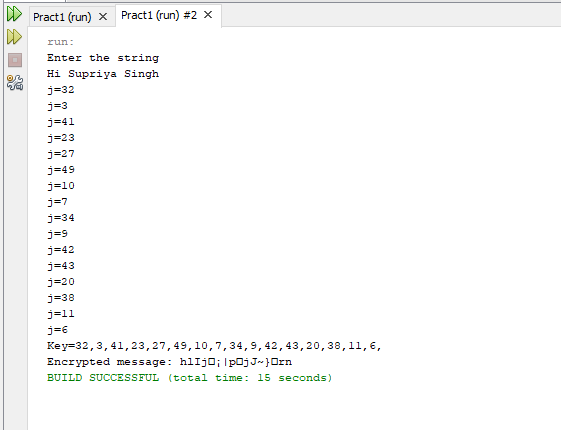 Pract1 (run) × Pract1 (run) #2 ×
run:
Enter the string
Hi Supriya Singh
j=32
j=3
j=41
j=23
j=27
j=49
j=10
j=7
j=34
j=9
j=42
j=43
j=20
j=38
j=11
j=6
Key=32,3,41,23,27,49,10,7,34,9,42,43,20,38,11,6,
Encrypted message: hlIj□¡|p□jJ~}□rn
BUILD SUCCESSFUL (total time: 15 seconds)